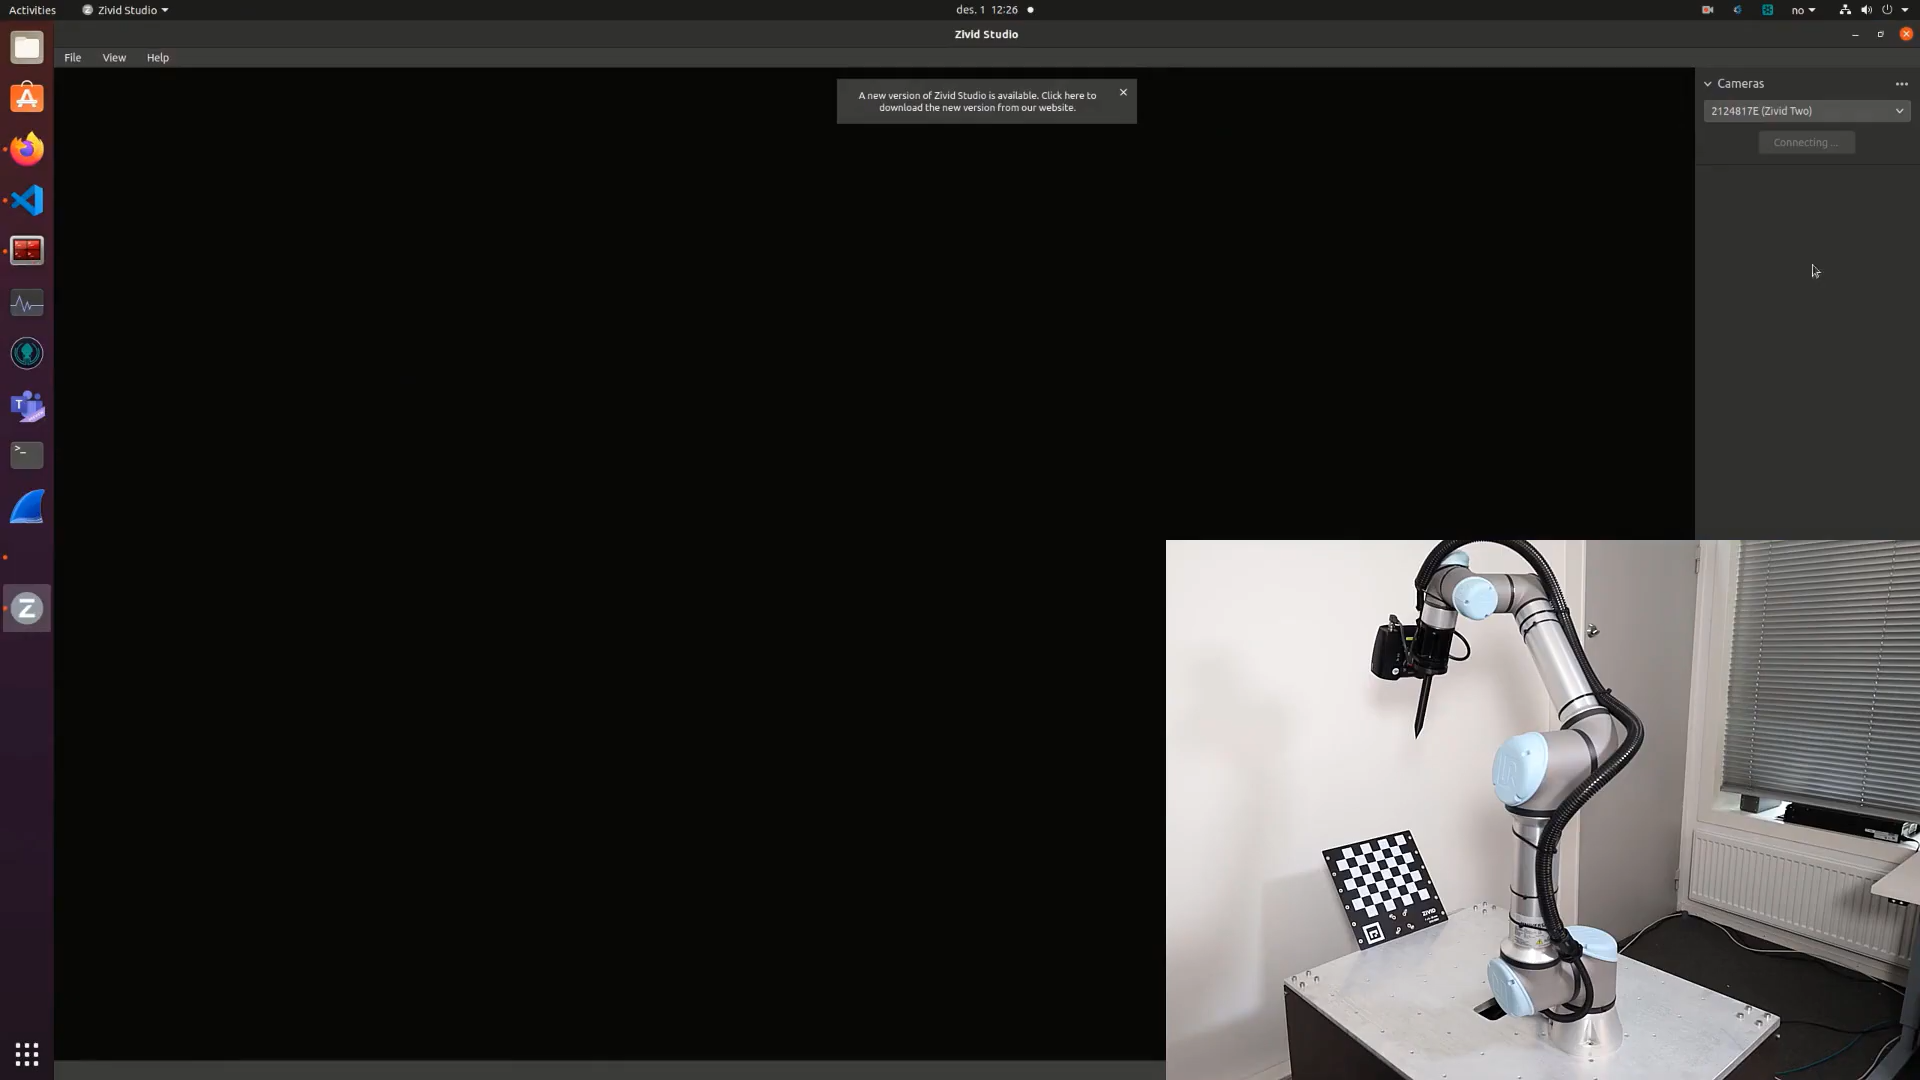 Activities
Zivid Studio
des. 1 12:26
no
Zivid Studio
File View Help
A new version of Zivid Studio is available. Click here to
download the new version from our website.
Cameras
2124817E (Zivid Two)
Connecting ...
ZIVID